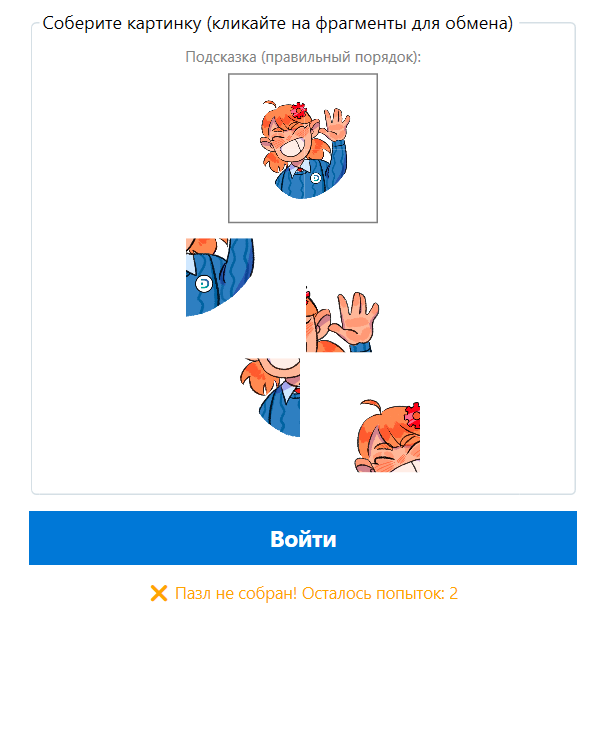 Соберите картинку (кликайте на фрагменты для обмена)
Подсказка (правильный порядок):
Войти
Пазл не собран! Осталось попыток: 2